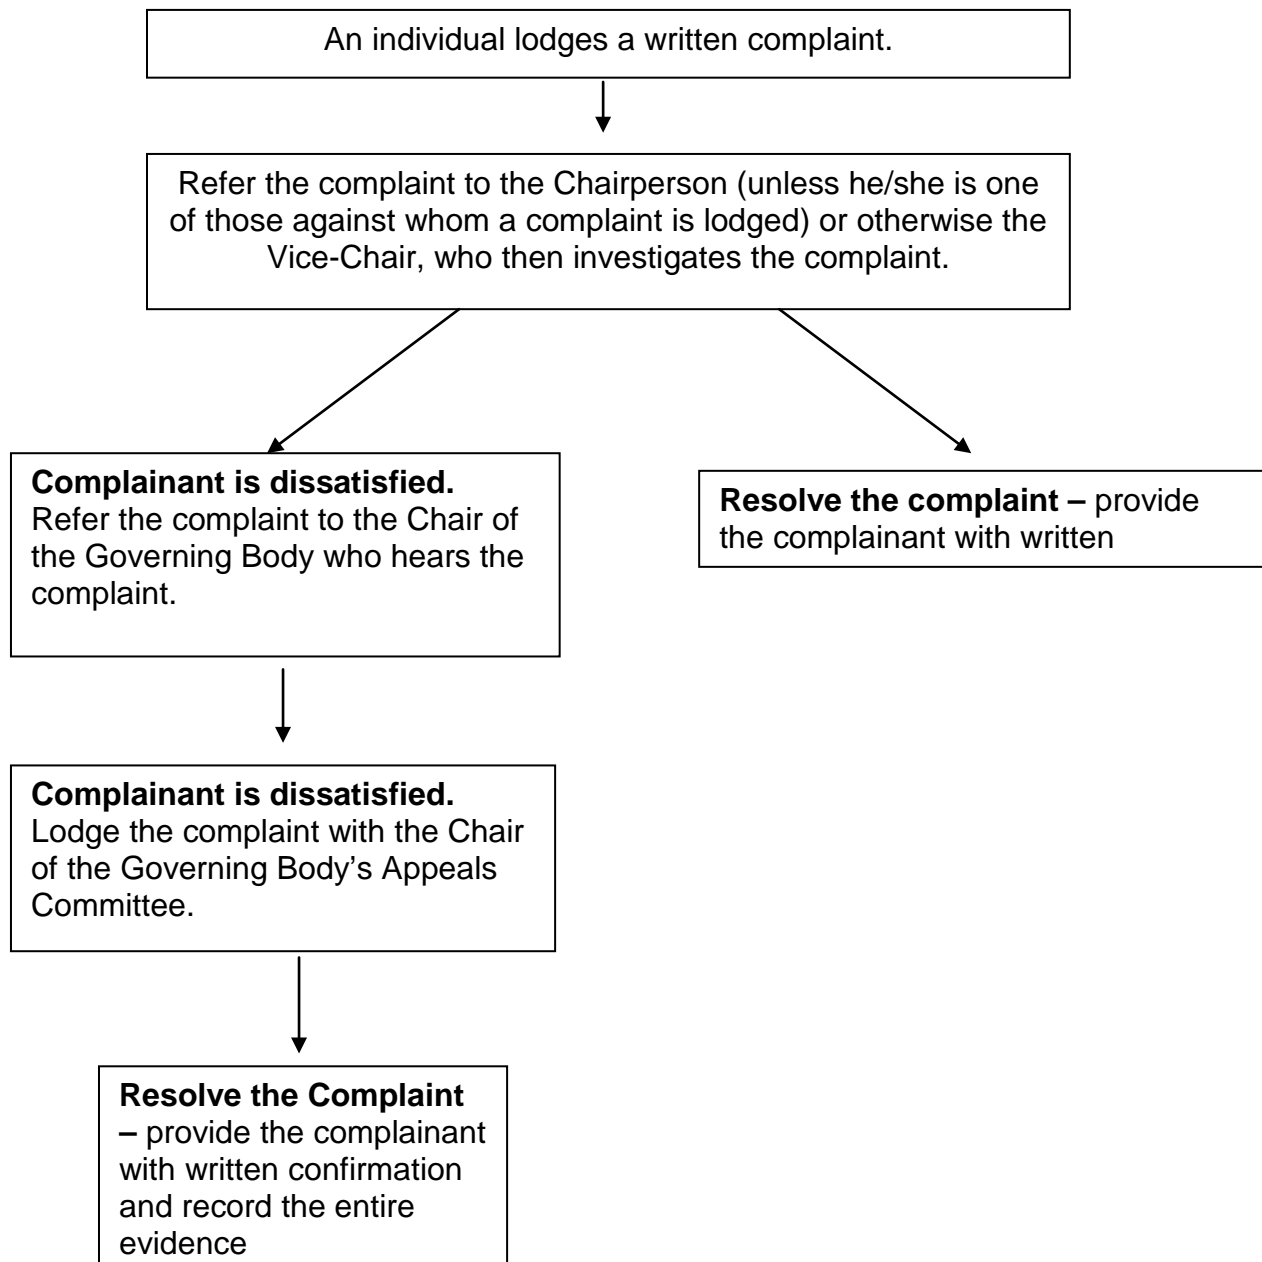 An individual lodges a written complaint.
Refer the complaint to the Chairperson (unless he/she is one
of those against whom a complaint is lodged) or otherwise the
Vice-Chair, who then investigates the complaint.
Complainant is dissatisfied.
Refer the complaint to the Chair of
the Governing Body who hears the
complaint.
Resolve the complaint – provide
the complainant with written
Complainant is dissatisfied.
Lodge the complaint with the Chair
of the Governing Body’s Appeals
Committee.
Resolve the Complaint
– provide the complainant
with written confirmation
and record the entire
evidence